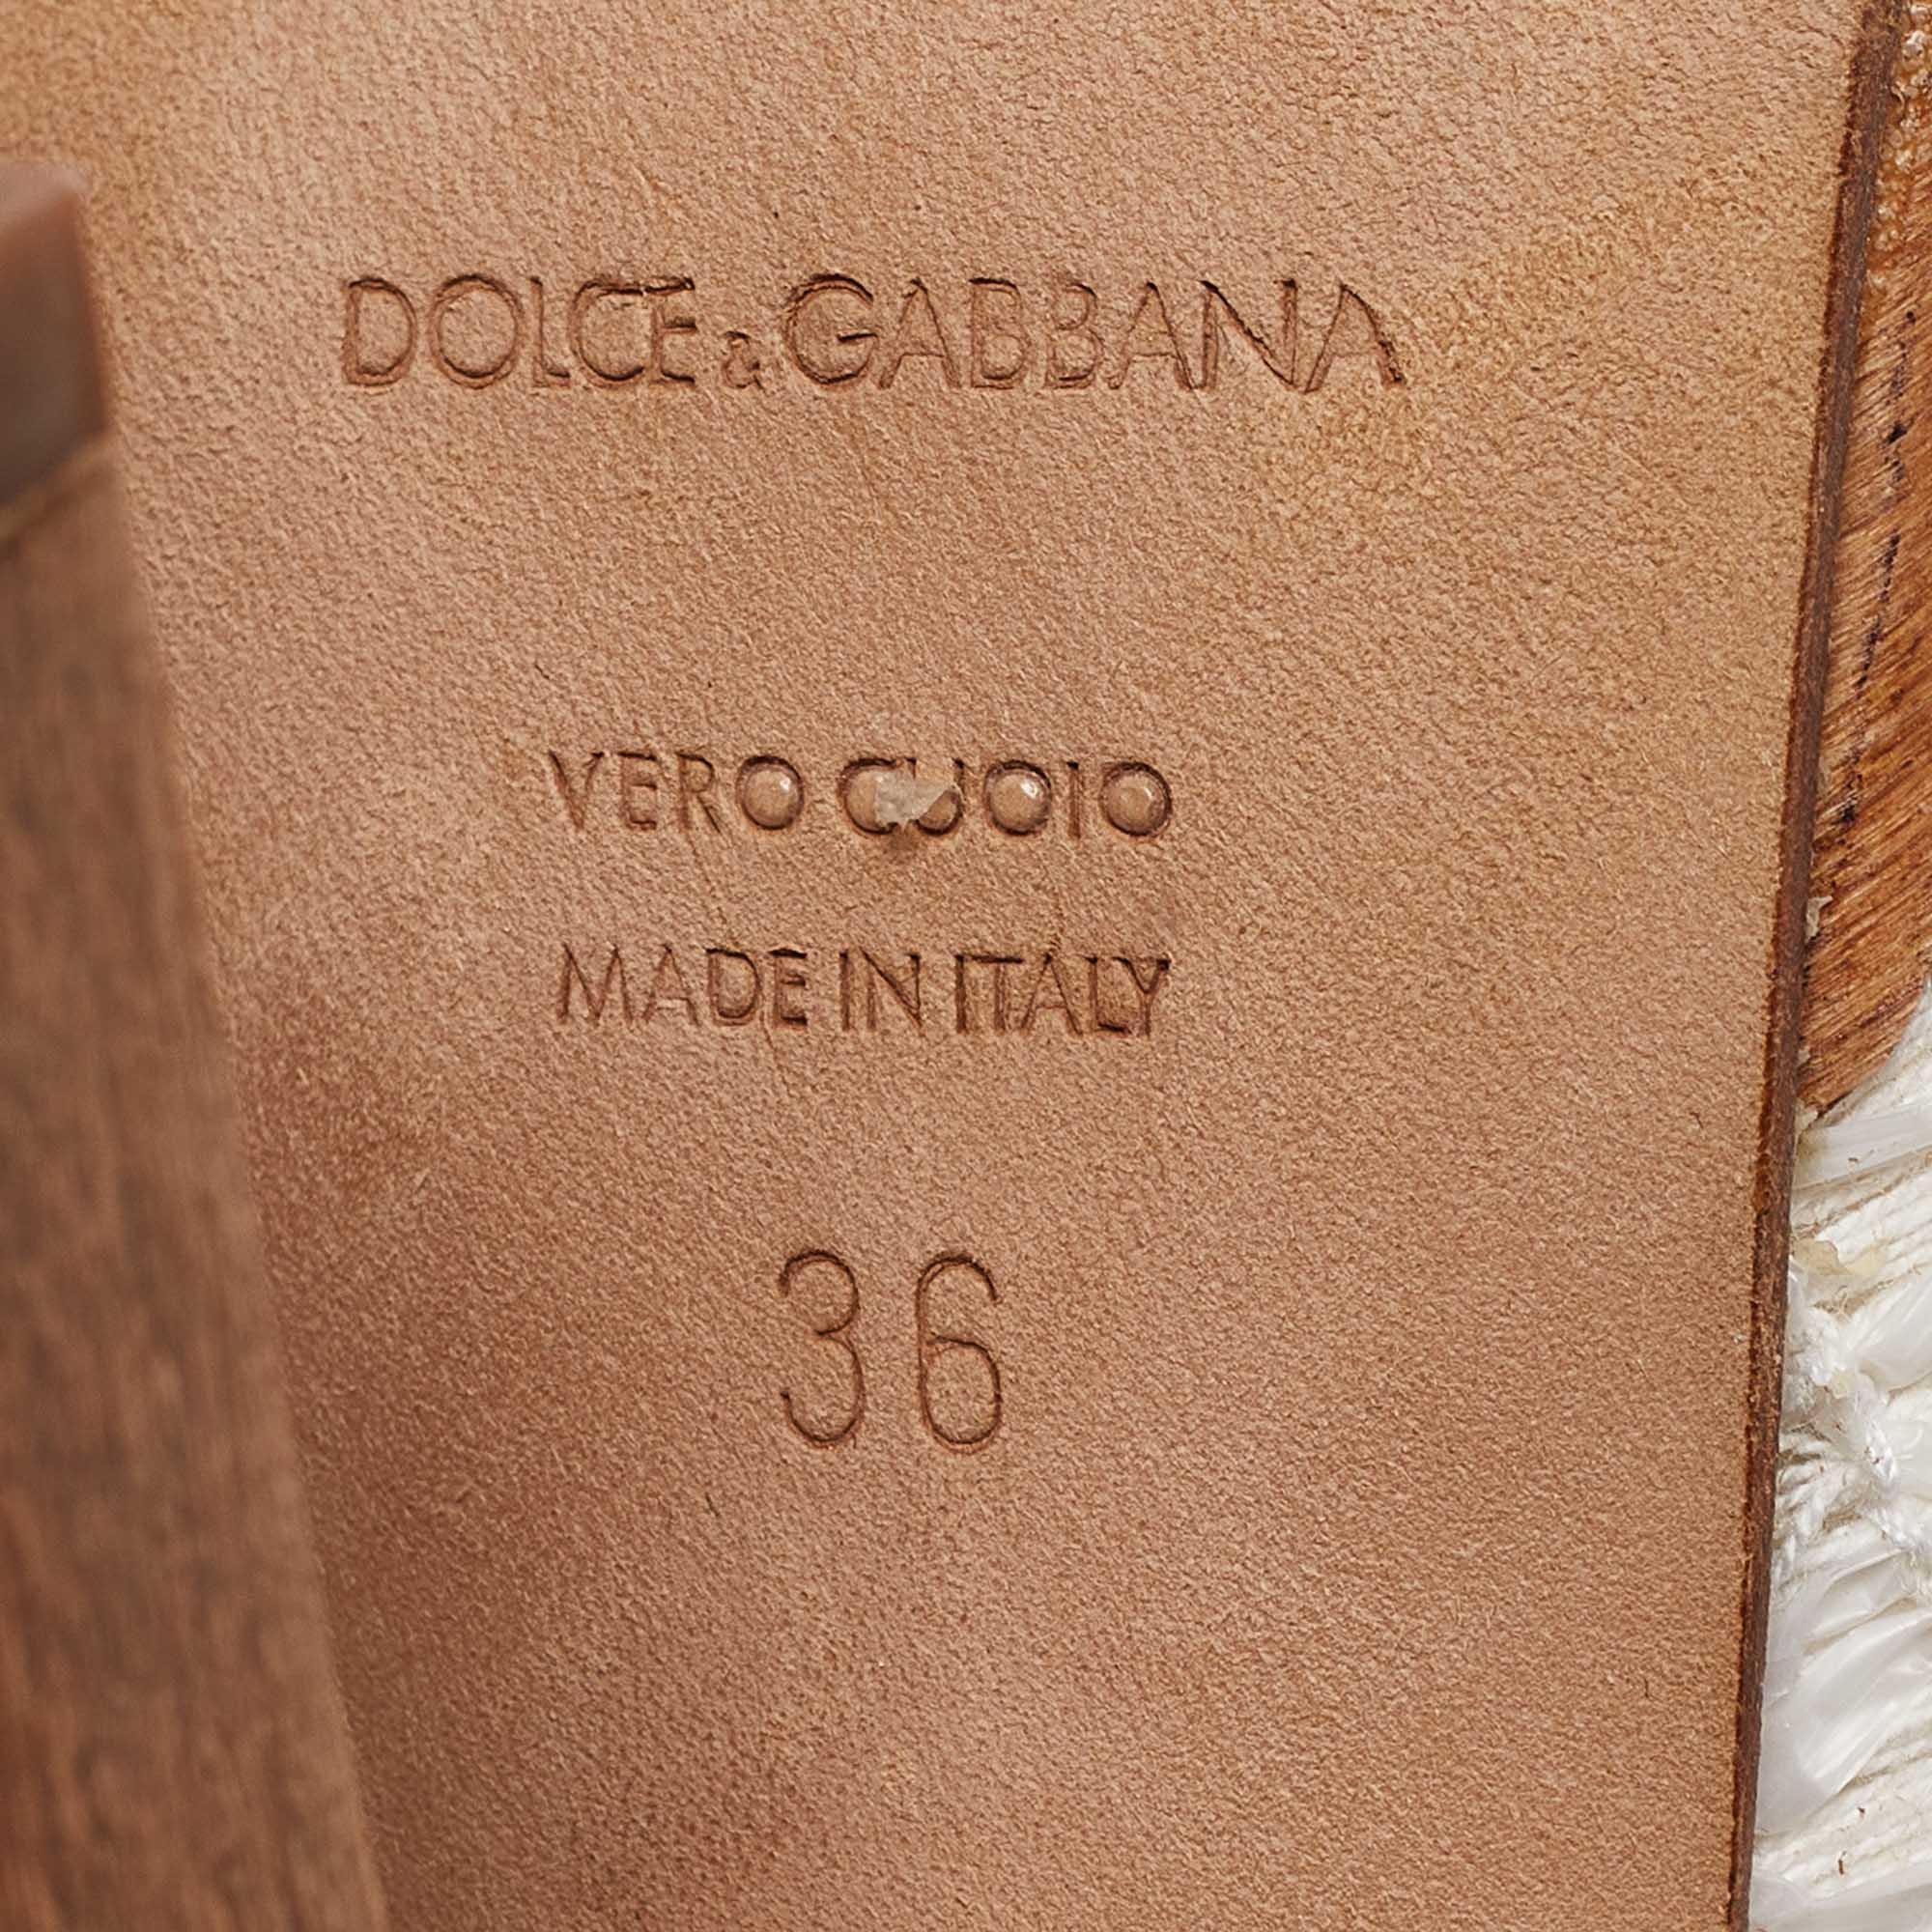 DOLCE & GABBANA
VERO CUOIO
MADE IN ITALY
36